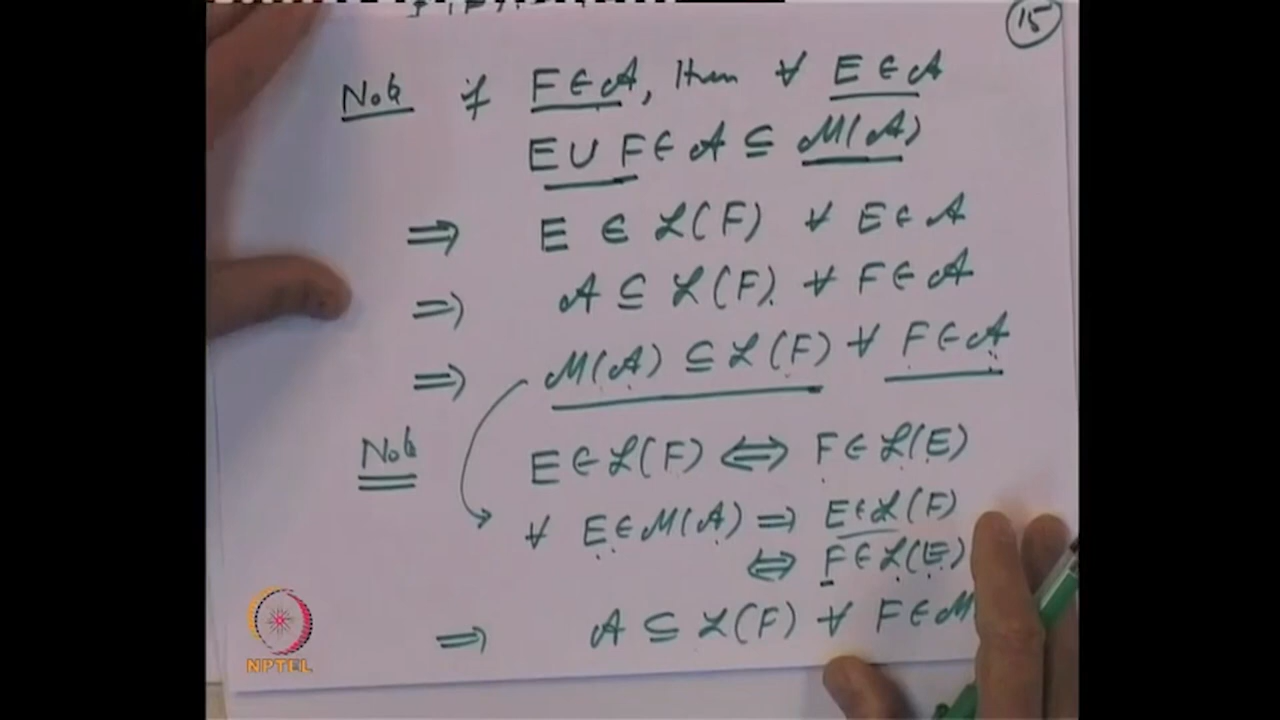 15
Note if F ∈ 𝒜, then ∀ E ∈ 𝒜
E ∪ F ∈ 𝒜 ⊆ ℳ(𝒜)
⇒ E ∈ ℒ(F) ∀ E ∈ 𝒜
⇒ 𝒜 ⊆ ℒ(F). ∀ F ∈ 𝒜
⇒ ℳ(𝒜) ⊆ ℒ(F) ∀ F ∈ 𝒜
Note E ∈ ℒ(F) ⇔ F ∈ ℒ(E)
∀ E ∈ ℳ(𝒜) ⇒ E ∈ ℒ(F)
⇔ F ∈ ℒ(E)
⇒ 𝒜 ⊆ ℒ(F) ∀ F ∈ ℳ
NPTEL